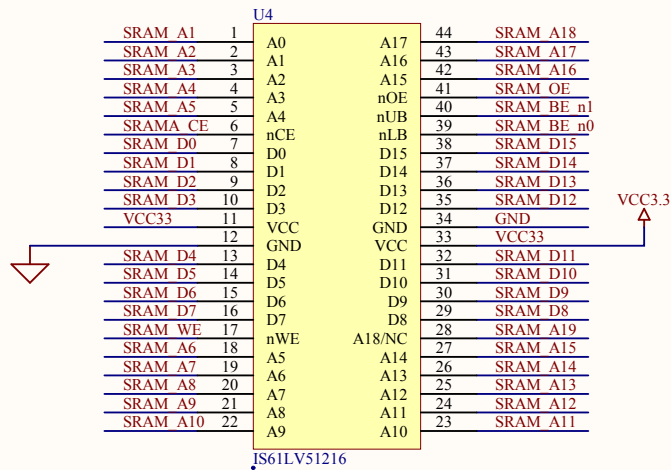 U4
SRAM_A1 1 A0 A17 44 SRAM_A18
SRAM_A2 2 A1 A16 43 SRAM_A17
SRAM_A3 3 A2 A15 42 SRAM_A16
SRAM_A4 4 A3 nOE 41 SRAM_OE
SRAM_A5 5 A4 nUB 40 SRAM_BE_n1
SRAMA_CE 6 nCE nLB 39 SRAM_BE_n0
SRAM_D0 7 D0 D15 38 SRAM_D15
SRAM_D1 8 D1 D14 37 SRAM_D14
SRAM_D2 9 D2 D13 36 SRAM_D13
SRAM_D3 10 D3 D12 35 SRAM_D12
VCC3.3
VCC33 11 VCC GND 34 GND
12 GND VCC 33 VCC33
SRAM_D4 13 D4 D11 32 SRAM_D11
SRAM_D5 14 D5 D10 31 SRAM_D10
SRAM_D6 15 D6 D9 30 SRAM_D9
SRAM_D7 16 D7 D8 29 SRAM_D8
SRAM_WE 17 nWE A18/NC 28 SRAM_A19
SRAM_A6 18 A5 A14 27 SRAM_A15
SRAM_A7 19 A6 A13 26 SRAM_A14
SRAM_A8 20 A7 A12 25 SRAM_A13
SRAM_A9 21 A8 A11 24 SRAM_A12
SRAM_A10 22 A9 A10 23 SRAM_A11
IS61LV51216